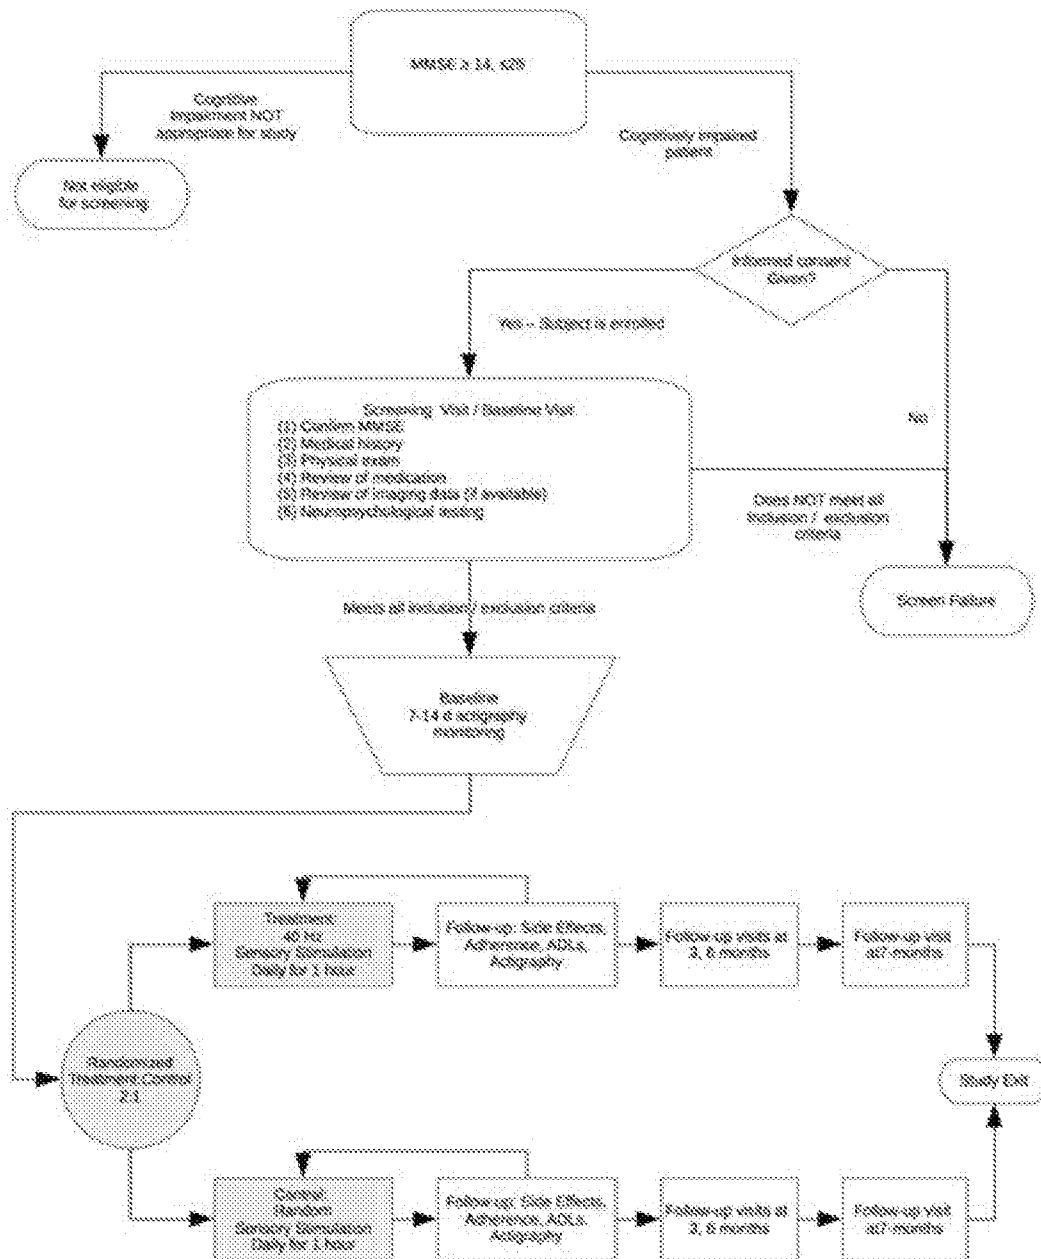 MMSE ≥ 14, ≤26
Cognitive
Impairment NOT
appropriate for study
Cognitively impaired
patient
Not eligible
for screening
Informed consent
Given?
Yes – Subject is enrolled
Screening Visit / Baseline Visit
(1) Confirm MMSE
(2) Medical history
(3) Physical exam
(4) Review of medication
(5) Review of imaging data (if available)
(6) Neuropsychological testing
No
Does NOT meet all
Inclusion / exclusion
criteria
Screen Failure
Meets all inclusion / exclusion criteria
Baseline
7-14 d actigraphy
monitoring
Treatment:
40 Hz
Sensory Stimulation
Daily for 1 hour
Follow-up: Side Effects,
Adherence, ADLs,
Actigraphy
Follow-up visits at
3, 6 months
Follow-up visit
at7-months
Randomized
Treatment:Control
2:1
Study Exit
Control:
Random
Sensory Stimulation
Daily for 1 hour
Follow-up: Side Effects,
Adherence, ADLs,
Actigraphy
Follow-up visits at
3, 6 months
Follow-up visit
at7-months